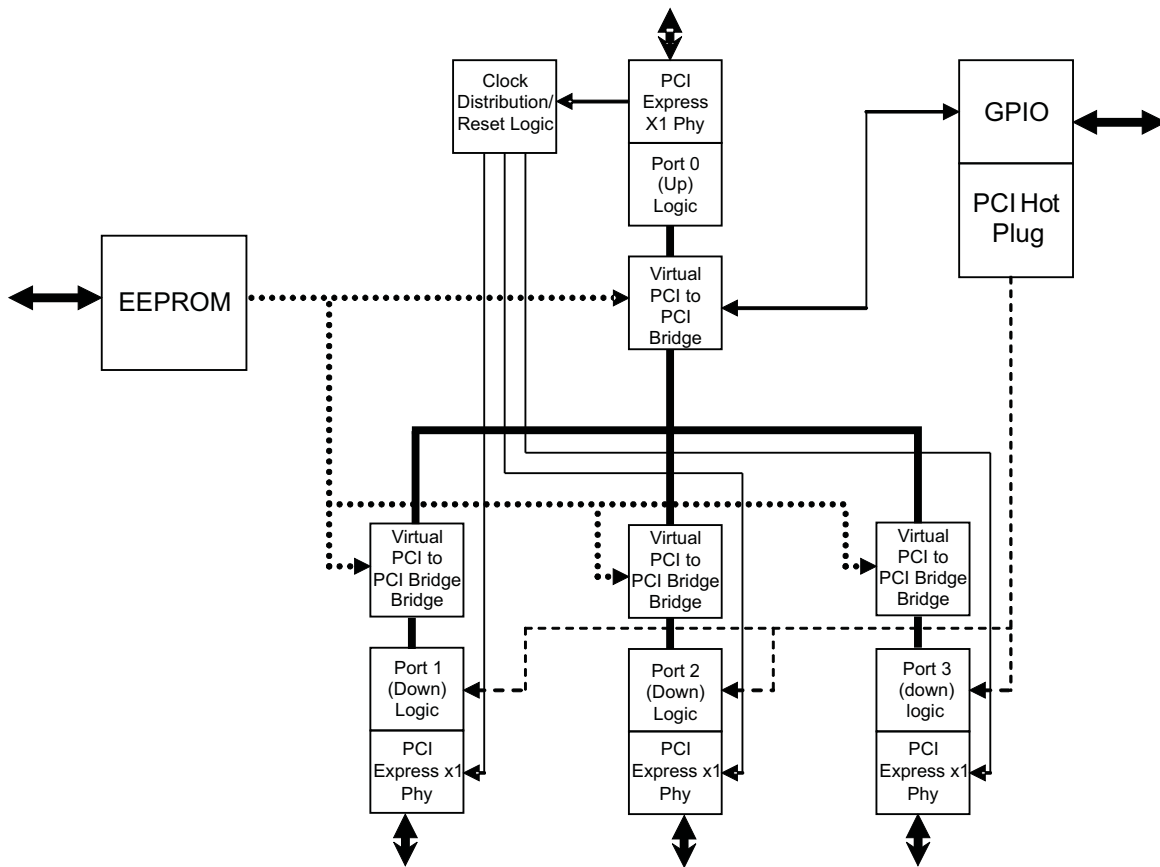 Clock
Distribution/
Reset Logic
PCI
Express
X1 Phy
Port 0
(Up)
Logic
GPIO
PCI Hot
Plug
EEPROM
Virtual
PCI to
PCI
Bridge
Virtual
PCI to
PCI Bridge
Bridge
Virtual
PCI to
PCI Bridge
Bridge
Virtual
PCI to
PCI Bridge
Bridge
Port 1
(Down)
Logic
PCI
Express x1
Phy
Port 2
(Down)
Logic
PCI
Express x1
Phy
Port 3
(down)
logic
PCI
Express x1
Phy